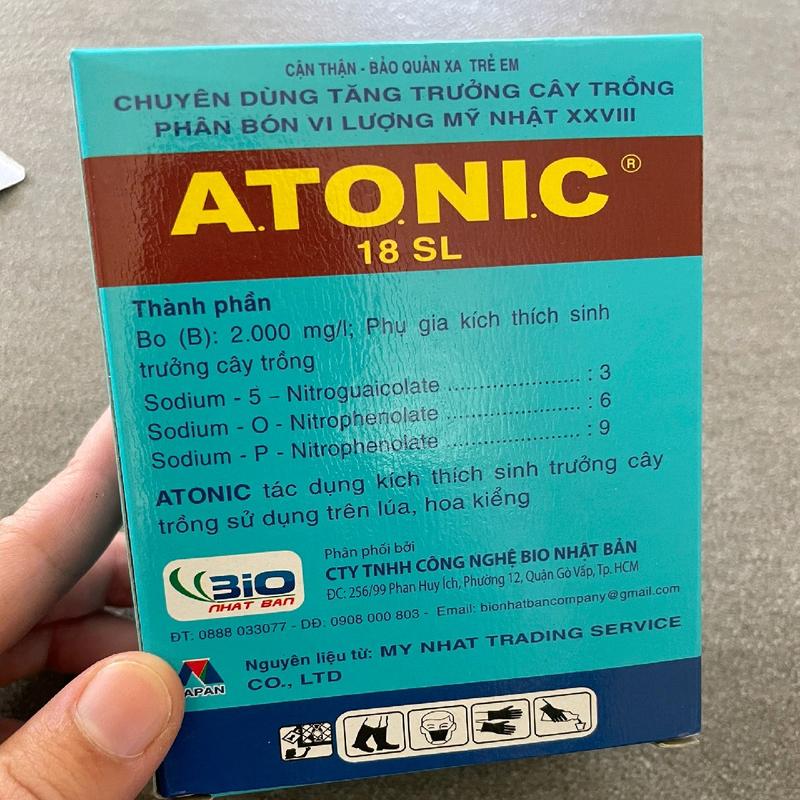 CẨN THẬN - BẢO QUẢN XA TRẺ EM
CHUYÊN DÙNG TĂNG TRƯỞNG CÂY TRỒNG
PHÂN BÓN VI LƯỢNG MỸ NHẬT XXVIII
A.T.O.N.I.C ®
18 SL
Thành phần
Bo (B): 2.000 mg/l; Phụ gia kích thích sinh
trưởng cây trồng
Sodium - 5 - Nitroguaicolate ...................... : 3
Sodium - O - Nitrophenolate ..................... : 6
Sodium - P - Nitrophenolate ..................... : 9
ATONIC tác dụng kích thích sinh trưởng cây
trồng sử dụng trên lúa, hoa kiểng
BiO
NHAT BAN
Phân phối bởi
CTY TNHH CÔNG NGHỆ BIO NHẬT BẢN
ĐC: 256/99 Phan Huy Ích, Phường 12, Quận Gò Vấp, Tp. HCM
ĐT: 0888 033077 - DĐ: 0908 000 803 - Email: bionhatbancompany@gmail.com
APAN
Nguyên liệu từ: MY NHAT TRADING SERVICE
CO., LTD